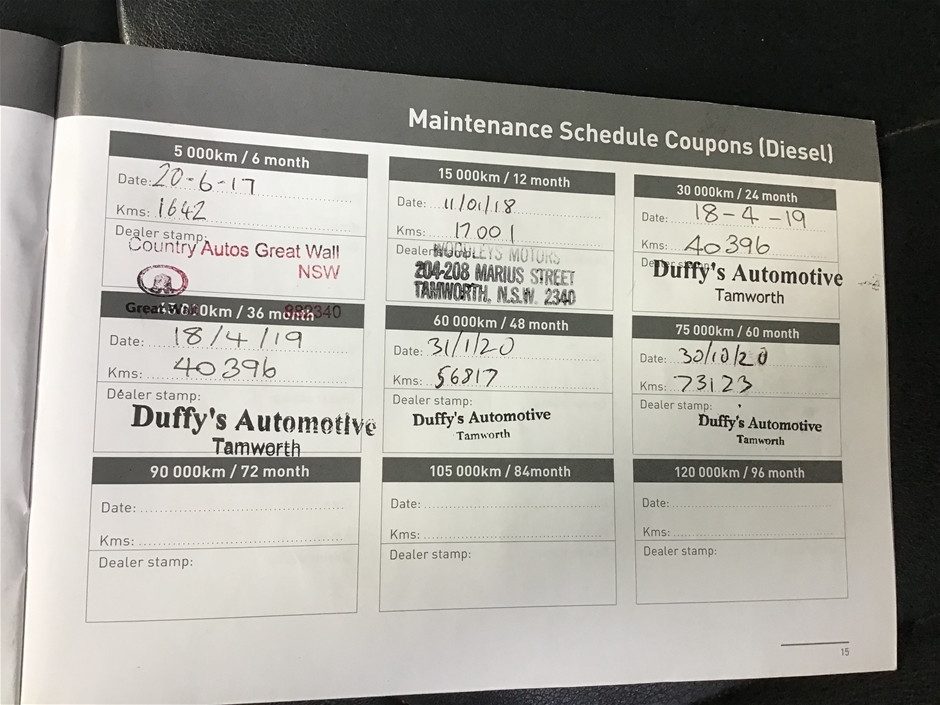 Maintenance Schedule Coupons (Diesel)
5 000km / 6 month
Date: 20-6-17
Kms: 1642
Dealer stamp:
Country Autos Great Wall
NSW
15 000km / 12 month
Date: 11/01/18
Kms: 17001
Dealer
WOODLEYS MOTORS
204-208 MARIUS STREET
TAMWORTH, N.S.W. 2340
30 000km / 24 month
Date: 18-4-19
Kms: 40396
Duffy's Automotive
Tamworth
45 000km / 36 month
Date: 18/4/19
Kms: 40396
Dealer stamp:
Duffy's Automotive
Tamworth
60 000km / 48 month
Date: 31/1/20
Kms: 56817
Dealer stamp:
Duffy's Automotive
Tamworth
75 000km / 60 month
Date: 30/10/20
Kms: 73123
Dealer stamp:
Duffy's Automotive
Tamworth
90 000km / 72 month
Date:
Kms:
Dealer stamp:
105 000km / 84month
Date:
Kms:
Dealer stamp:
120 000km / 96 month
Date:
Kms:
Dealer stamp:
15